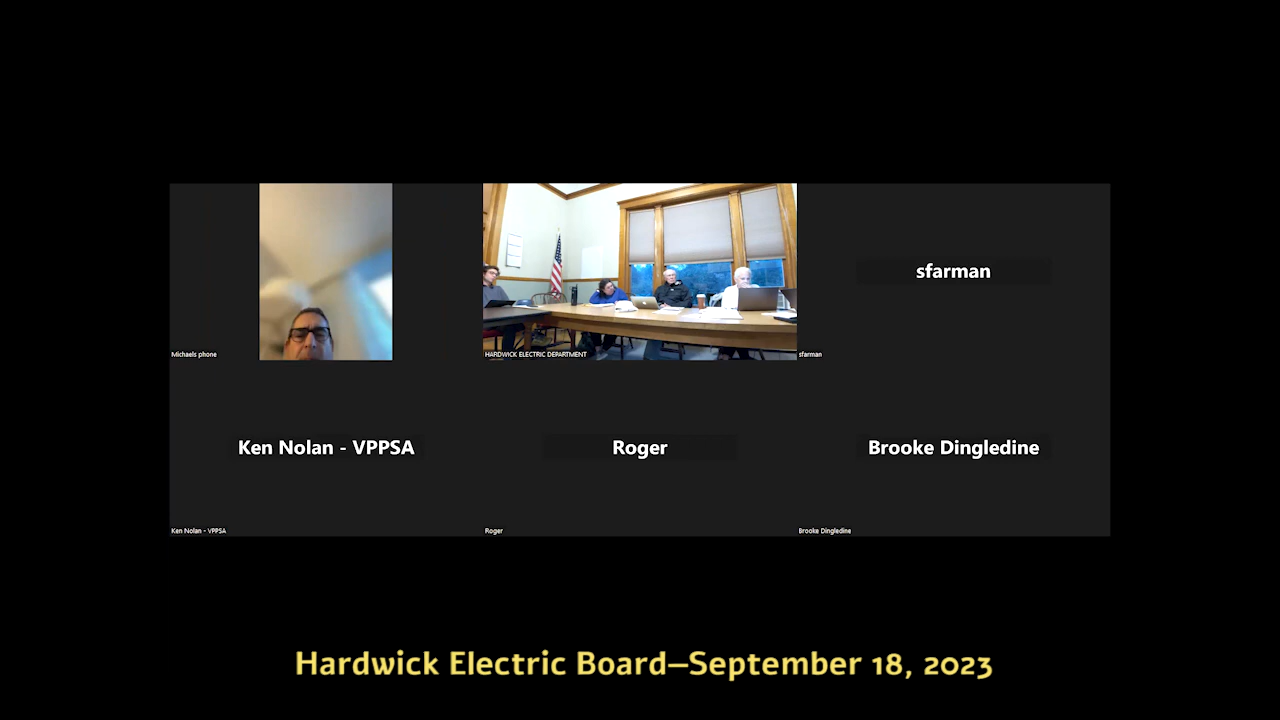 sfarman
Michaels phone
HARDWICK ELECTRIC DEPARTMENT
sfarman
Ken Nolan - VPPSA
Roger
Brooke Dingledine
Ken Nolan - VPPSA
Roger
Brooke Dingledine
Hardwick Electric Board—September 18, 2023